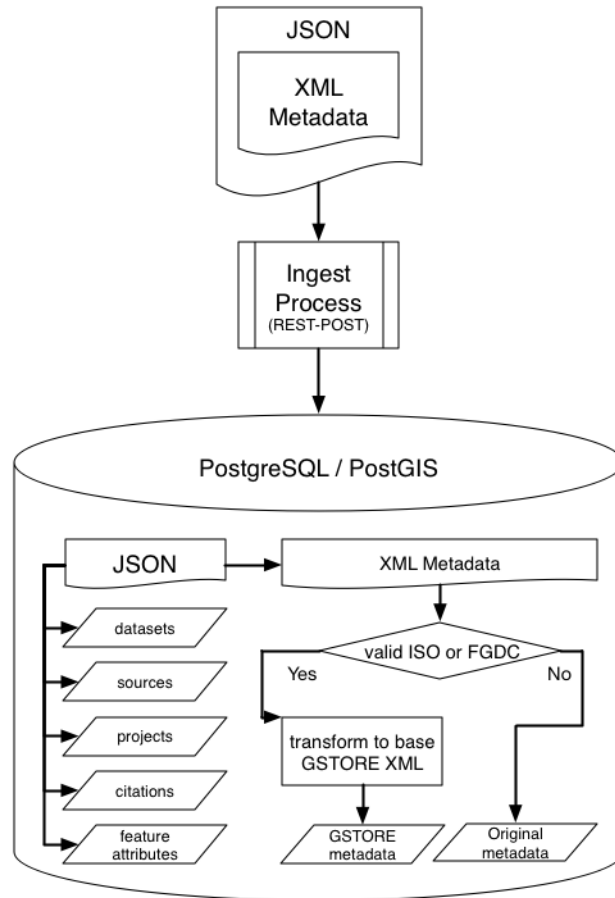 JSON
XML
Metadata
Ingest
Process
(REST-POST)
PostgreSQL / PostGIS
JSON
XML Metadata
datasets
sources
projects
citations
feature
attributes
valid ISO or FGDC
Yes
No
transform to base
GSTORE XML
GSTORE
metadata
Original
metadata